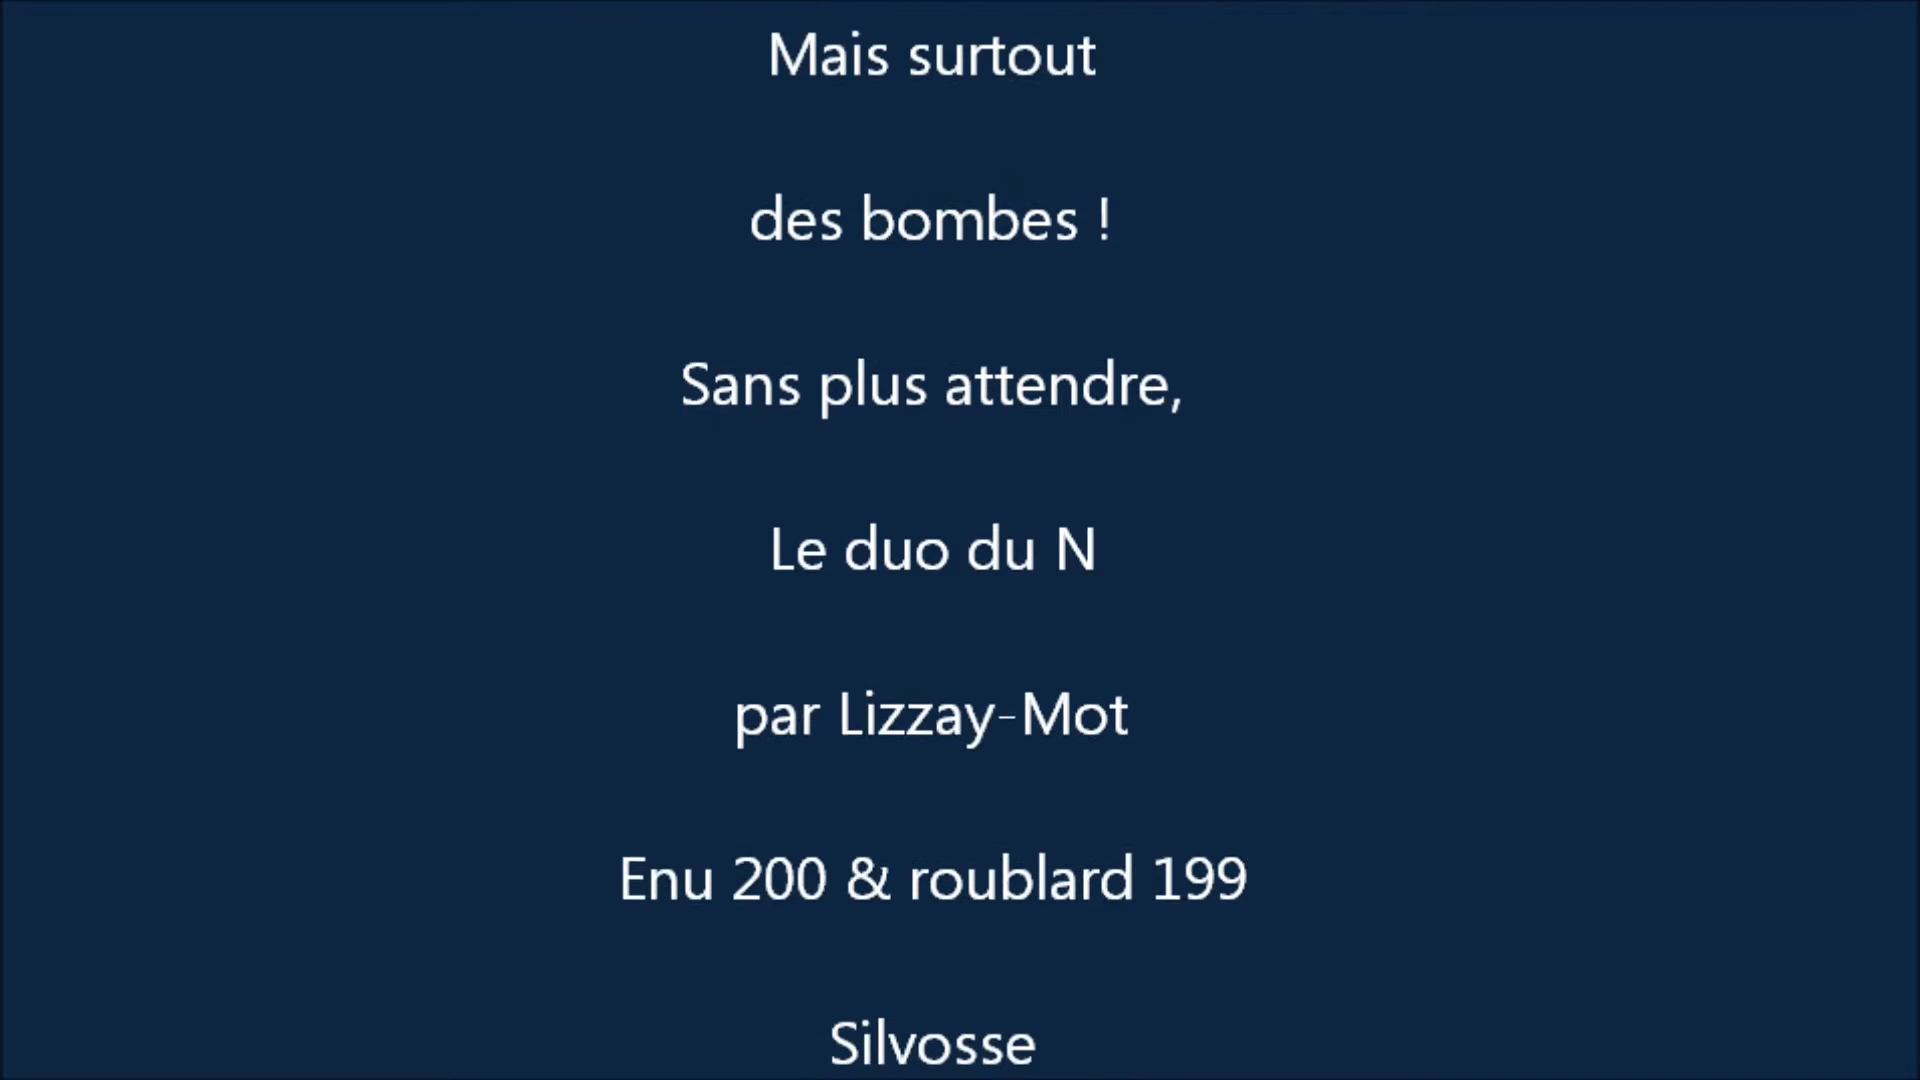 Mais surtout
des bombes !
Sans plus attendre,
Le duo du N
par Lizzay-Mot
Enu 200 & roublard 199
Silvosse